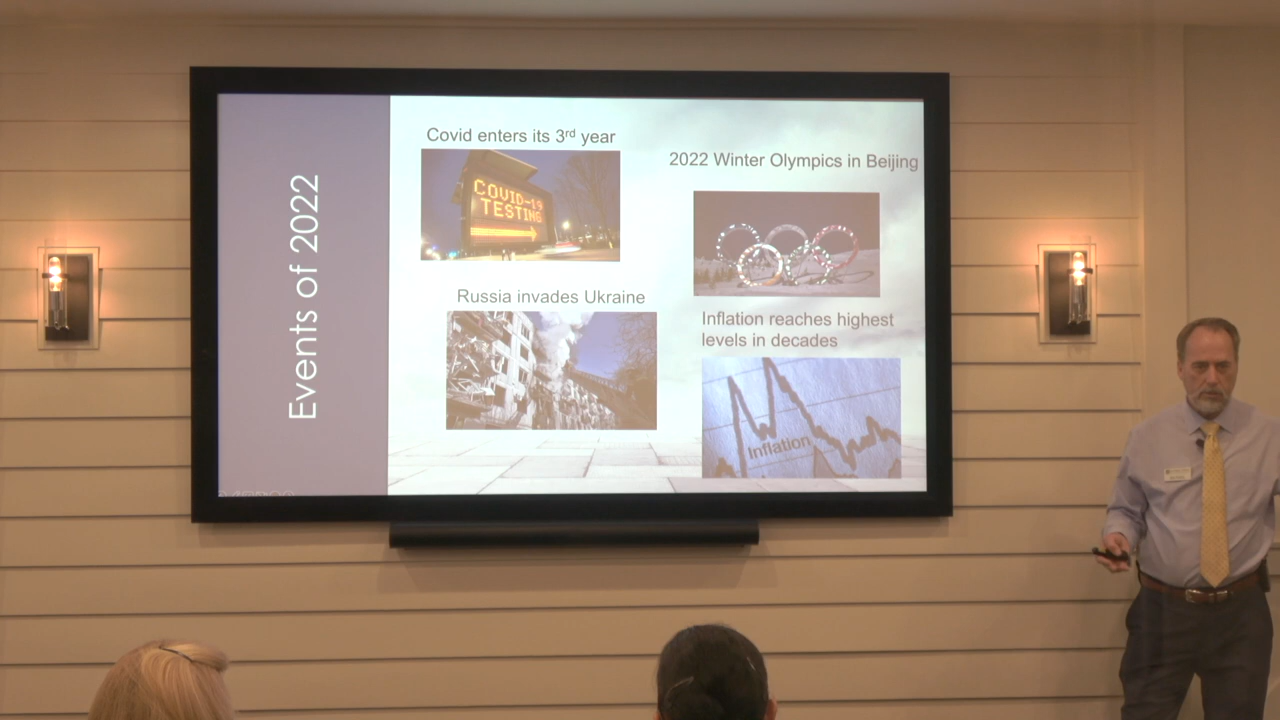 Events of 2022
Covid enters its 3rd year
COVID-19
TESTING
2022 Winter Olympics in Beijing
Russia invades Ukraine
Inflation reaches highest
levels in decades
Inflation